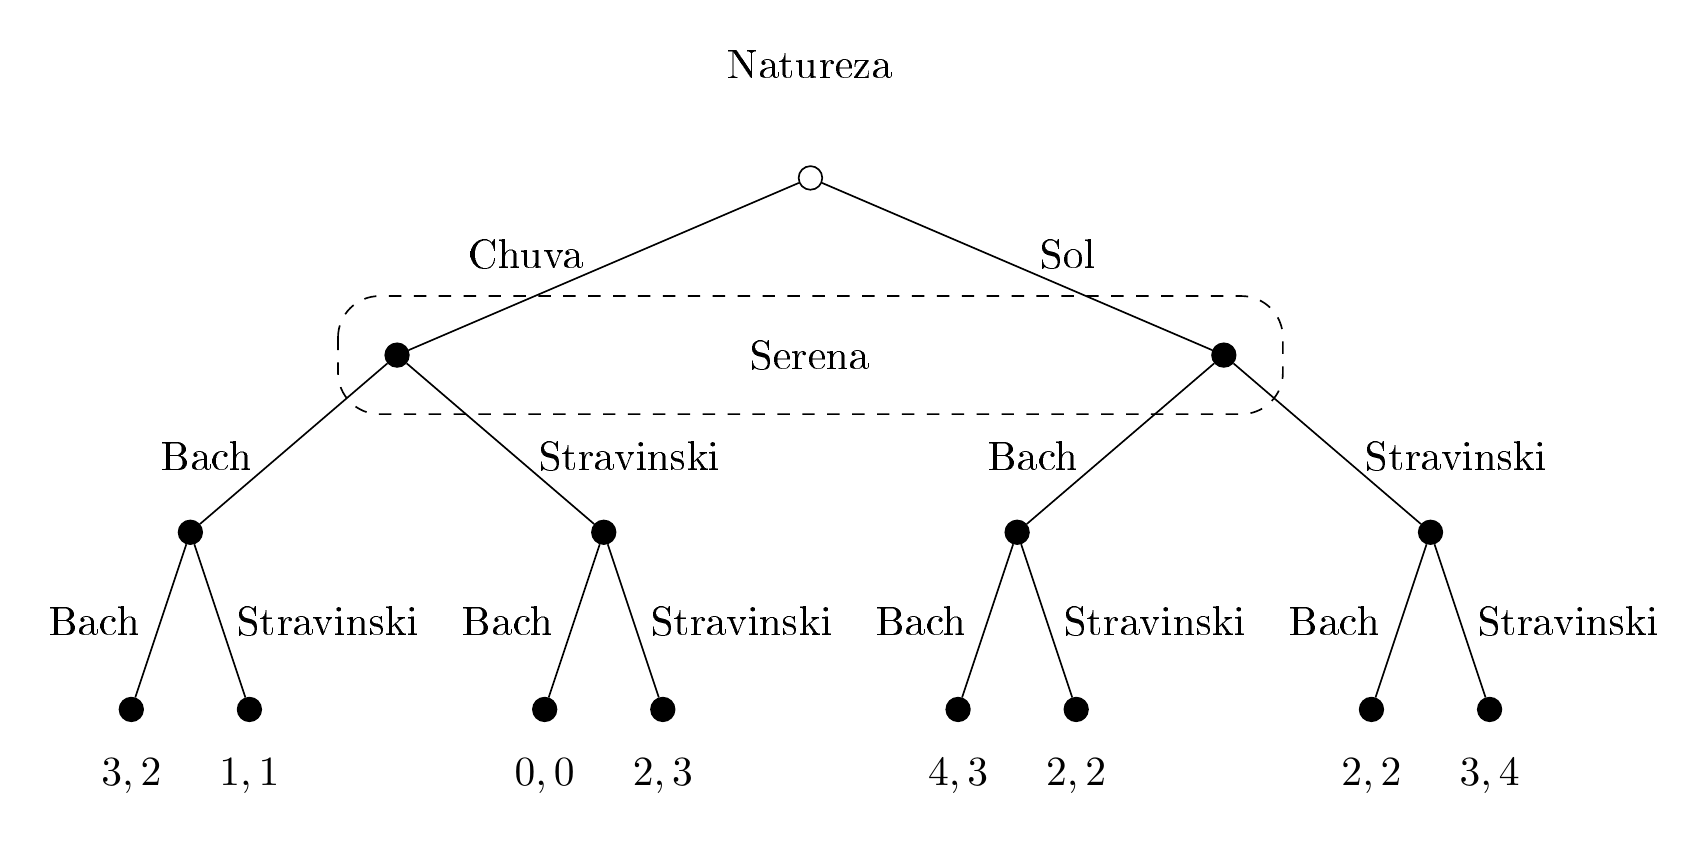 Natureza
Chuva Sol
Serena
Bach Stravinski Bach Stravinski
Bach Stravinski Bach Stravinski Bach Stravinski Bach Stravinski
3, 2 1, 1 0, 0 2, 3 4, 3 2, 2 2, 2 3, 4